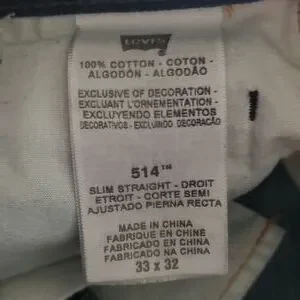 LEVI'S
100% COTTON - COTON -
ALGODÓN - ALGODÃO
EXCLUSIVE OF DECORATION -
EXCLUANT L'ORNEMENTATION -
EXCLUYENDO ELEMENTOS
DECORATIVOS - EXCLUINDO DECORAÇÃO
514™
SLIM STRAIGHT - DROIT
ETROIT - CORTE SEMI
AJUSTADO PIERNA RECTA
MADE IN CHINA
FABRIQUE EN CHINE
FABRICADO EN CHINA
FABRICADO NA CHINA
33 X 32